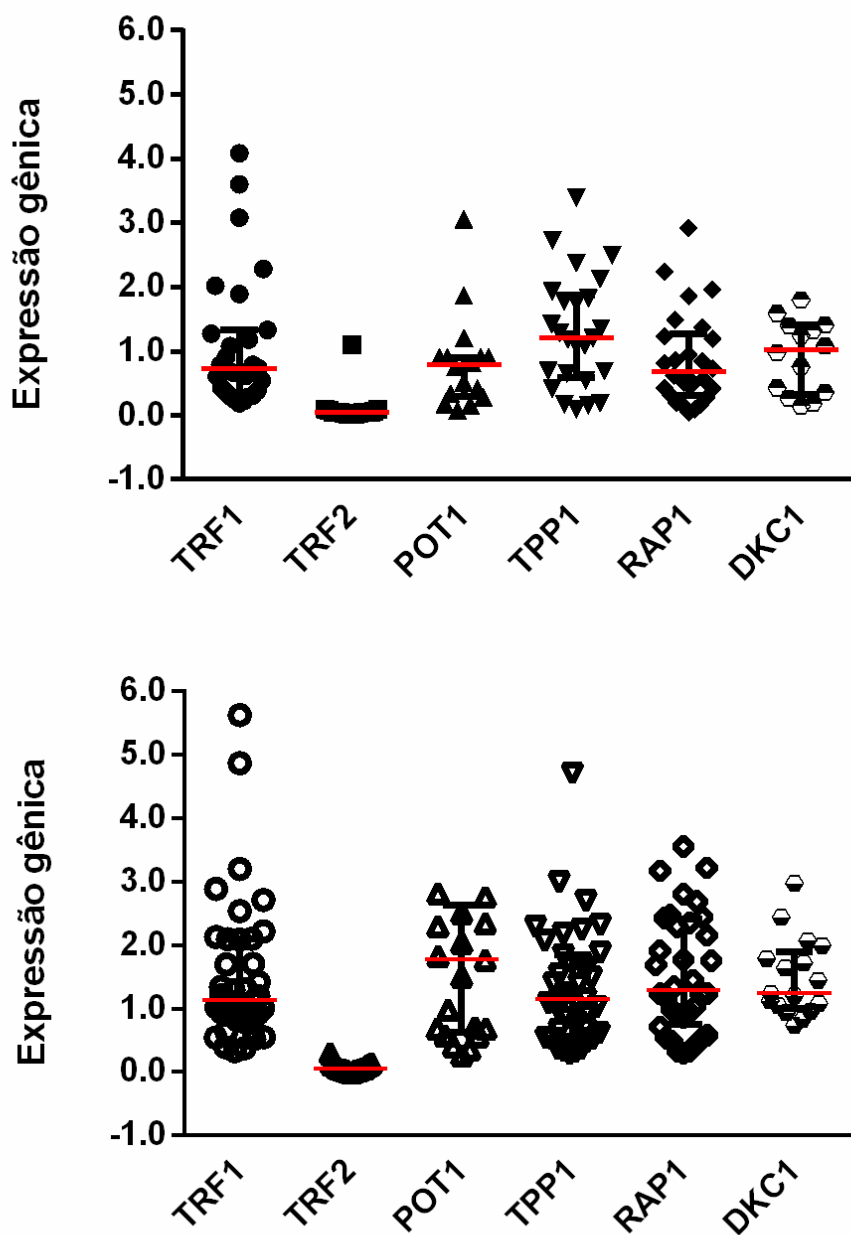 Expressão gênica
6.0
5.0
4.0
3.0
2.0
1.0
0.0
-1.0
TRF1
TRF2
POT1
TPP1
RAP1
DKC1
Expressão gênica
6.0
5.0
4.0
3.0
2.0
1.0
0.0
-1.0
TRF1
TRF2
POT1
TPP1
RAP1
DKC1